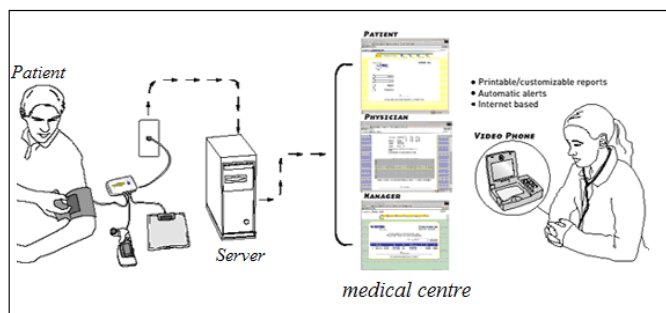 Patient
Server
PATIENT
PHYSICIAN
MANAGER
medical centre
• Printable/customizable reports
• Automatic alerts
• Internet based
VIDEO PHONE